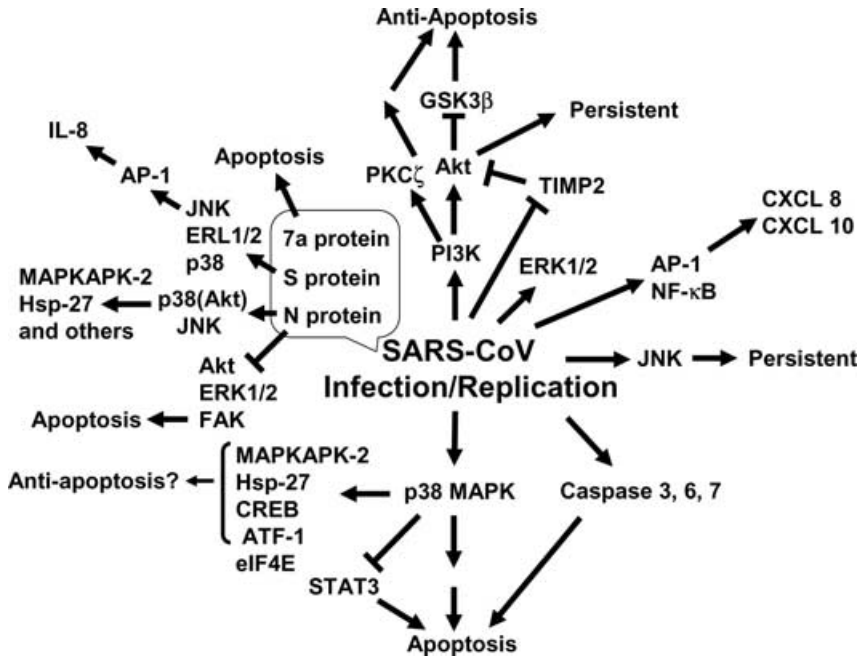 Anti-Apoptosis
GSK3β
Persistent
IL-8
Apoptosis
PKCζ
Akt
TIMP2
AP-1
CXCL 8
CXCL 10
JNK
ERL1/2
p38
7a protein
S protein
N protein
PI3K
ERK1/2
AP-1
NF-κB
MAPKAPK-2
Hsp-27
and others
p38(Akt)
JNK
SARS-CoV
Infection/Replication
JNK
Persistent
Akt
ERK1/2
FAK
Apoptosis
MAPKAPK-2
Hsp-27
CREB
ATF-1
eIF4E
Anti-apoptosis?
p38 MAPK
Caspase 3, 6, 7
STAT3
Apoptosis